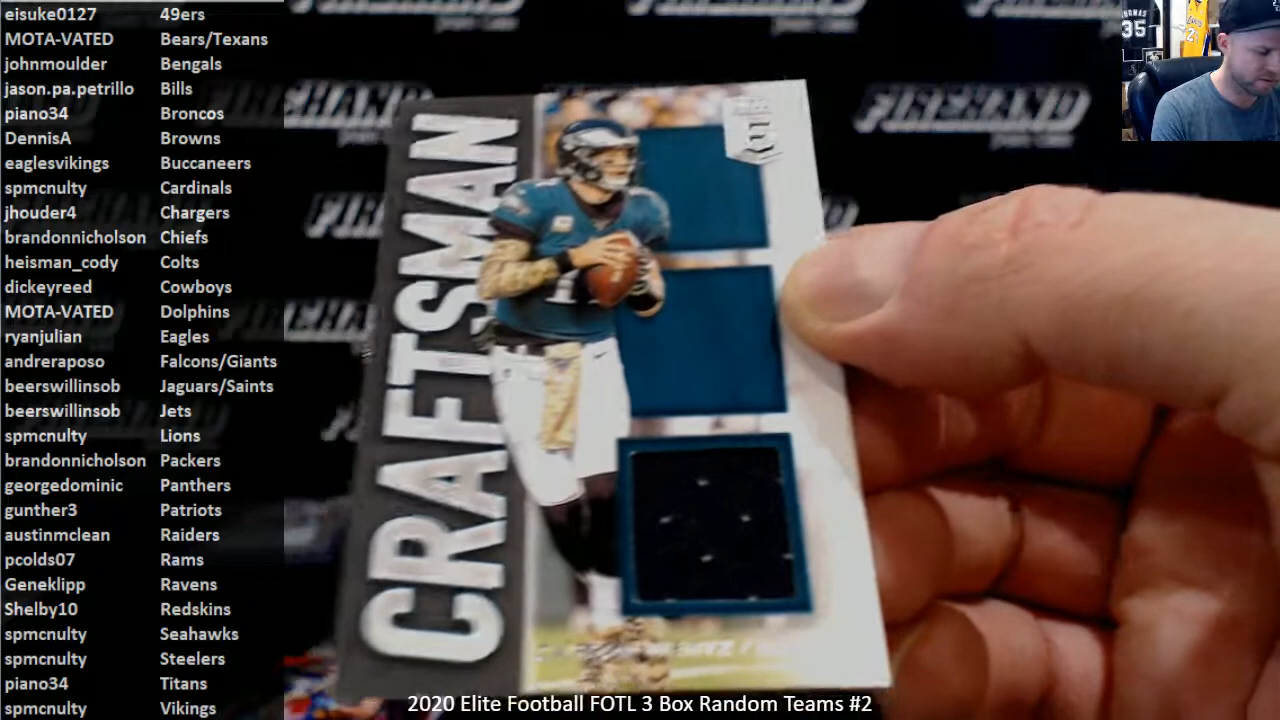 eisuke0127 49ers
MOTA-VATED Bears/Texans
johnmoulder Bengals
jason.pa.petrillo Bills
piano34 Broncos
DennisA Browns
eaglesvikings Buccaneers
spmcnulty Cardinals
jhouder4 Chargers
brandonnicholson Chiefs
heisman_cody Colts
dickeyreed Cowboys
MOTA-VATED Dolphins
ryanjulian Eagles
andreraposo Falcons/Giants
beerswillinsob Jaguars/Saints
beerswillinsob Jets
spmcnulty Lions
brandonnicholson Packers
georgedominic Panthers
gunther3 Patriots
austinmclean Raiders
pcolds07 Rams
Geneklipp Ravens
Shelby10 Redskins
spmcnulty Seahawks
spmcnulty Steelers
piano34 Titans
spmcnulty Vikings
FIREHAND
CRAFTSMAN
35
2020 Elite Football FOTL 3 Box Random Teams #2